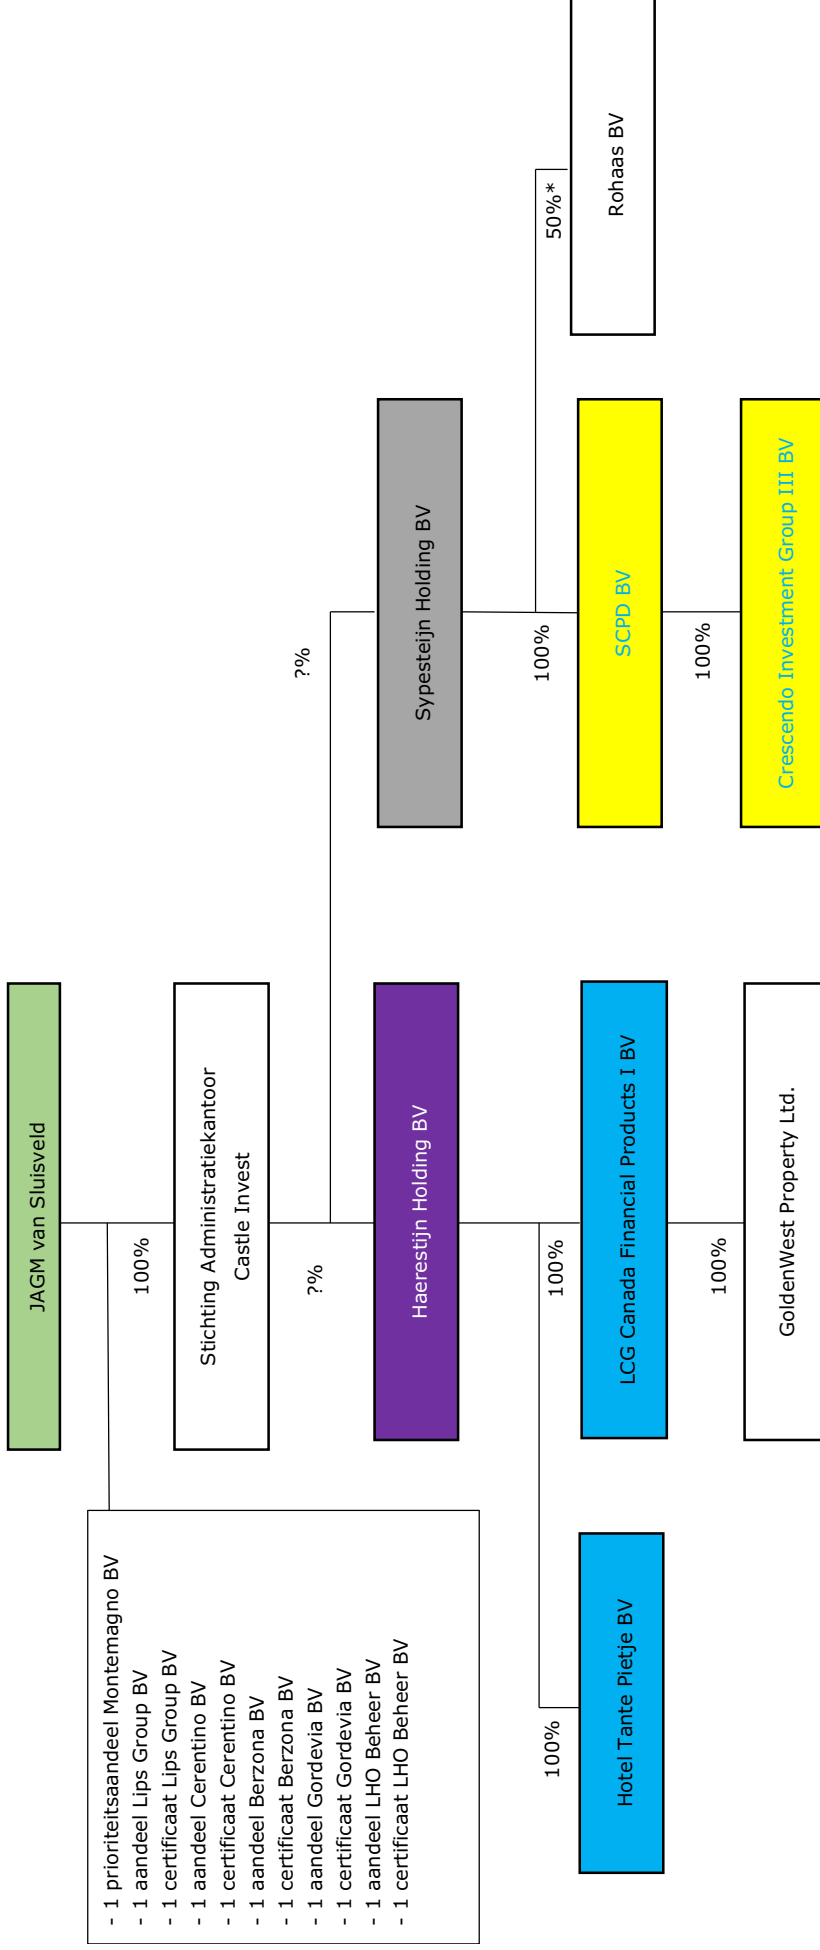 JAGM van Sluisveld
- 1 prioriteitsaandeel Montemagno BV
- 1 aandeel Lips Group BV
- 1 certificaat Lips Group BV
- 1 aandeel Cerentino BV
- 1 certificaat Cerentino BV
- 1 aandeel Berzona BV
- 1 certificaat Berzona BV
- 1 aandeel Gordevia BV
- 1 certificaat Gordevia BV
- 1 aandeel LHO Beheer BV
- 1 certificaat LHO Beheer BV
100%
Stichting Administratiekantoor
Castle Invest
?%
?%
Haerestijn Holding BV
Sypesteijn Holding BV
100%
100%
100%
50%*
Hotel Tante Pietje BV
LCG Canada Financial Products I BV
SCPD BV
Rohaas BV
100%
100%
GoldenWest Property Ltd.
Crescendo Investment Group III BV